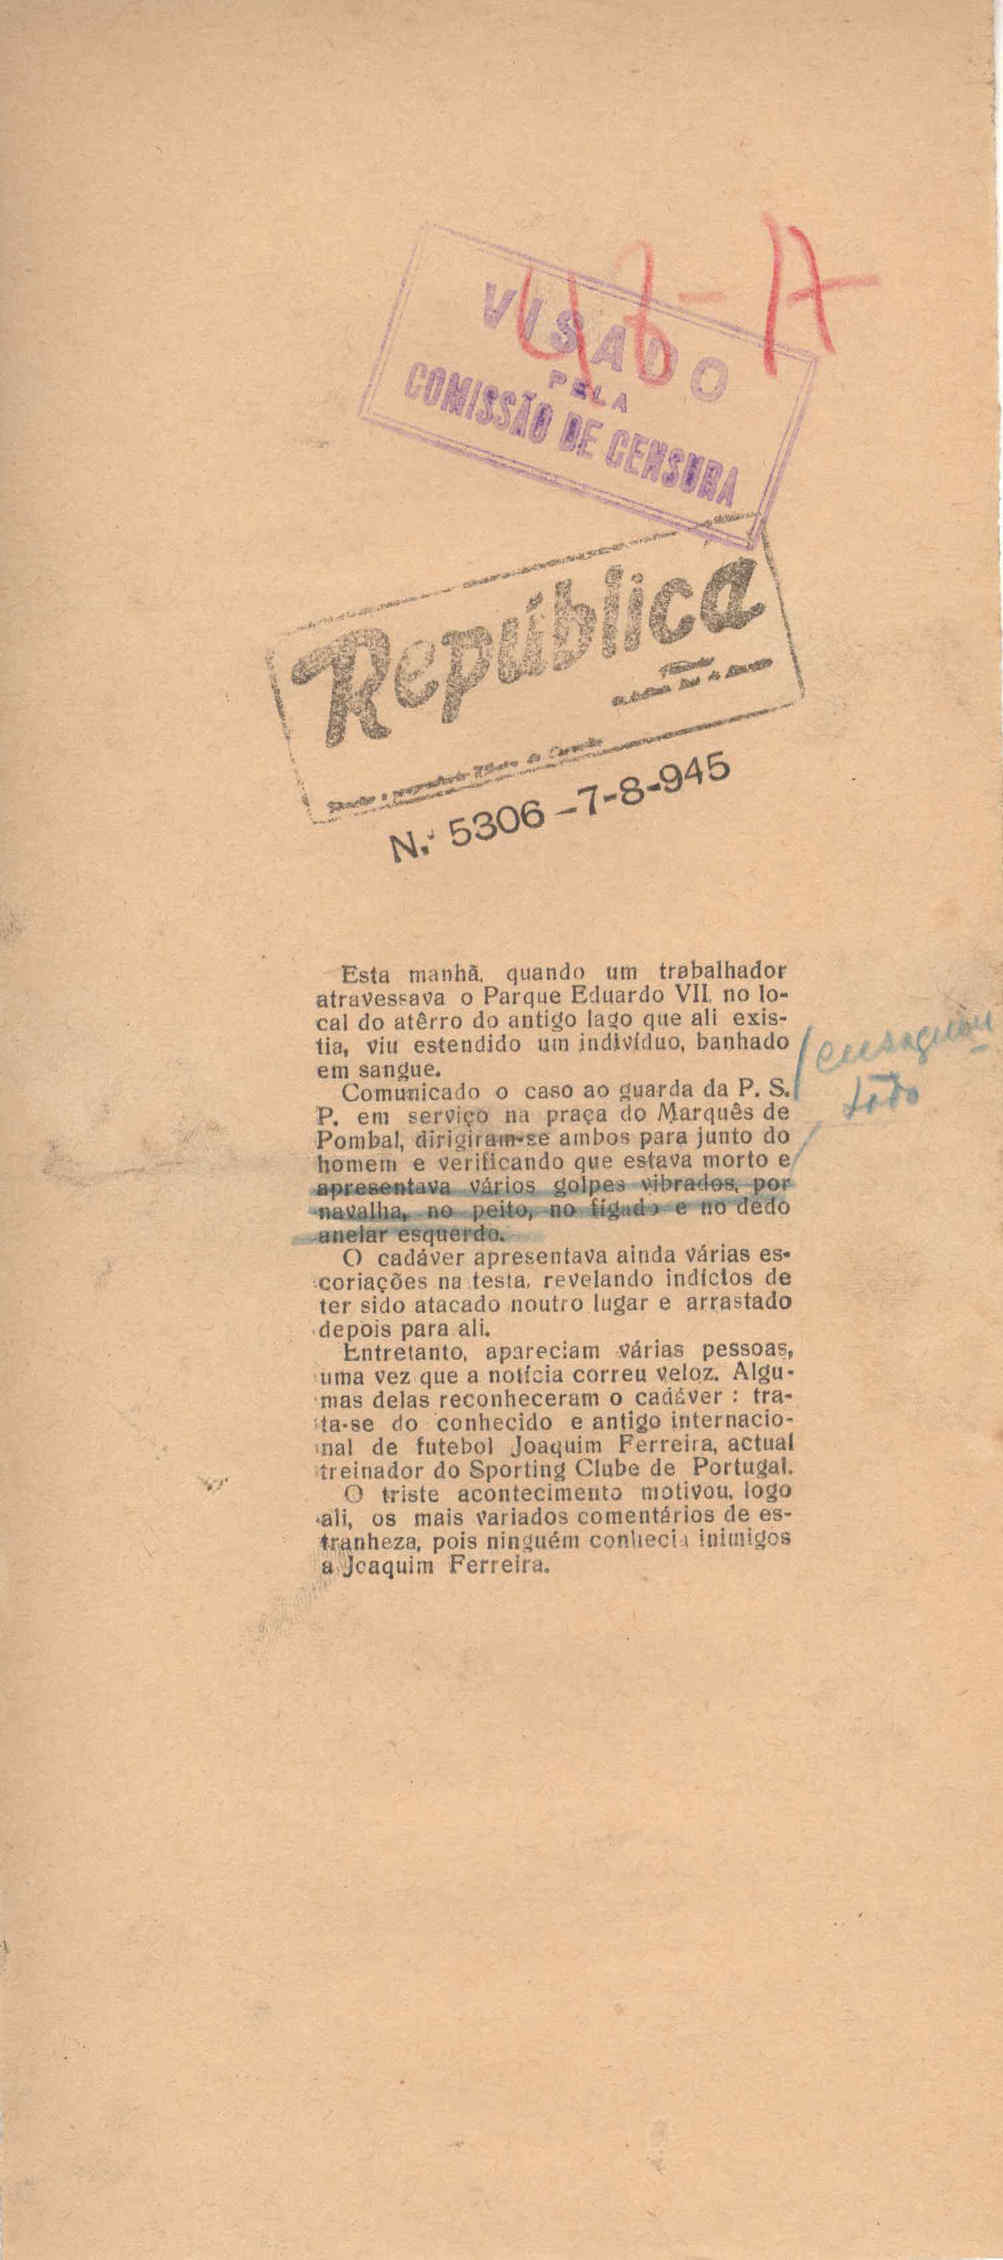 46-A
VISADO
PELA
COMISSÃO DE CENSURA
República
N.º 5306-7-8-945
Esta manhã, quando um trabalhador
atravessava o Parque Eduardo VII, no lo-
cal do atêrro do antigo lago que ali exis-
tia, viu estendido um indivíduo, banhado
em sangue.
Comunicado o caso ao guarda da P. S.
P. em serviço na praça do Marquês de
Pombal, dirigiram-se ambos para junto do
homem e verificando que estava morto e
apresentava vários golpes vibrados, por
navalha, no peito, no fígado e no dedo
anelar esquerdo.
O cadáver apresentava ainda várias es-
coriações na testa, revelando indícios de
ter sido atacado noutro lugar e arrastado
depois para ali.
Entretanto, apareciam várias pessoas,
uma vez que a notícia correu veloz. Algu-
mas delas reconheceram o cadáver : tra-
ta-se do conhecido e antigo internacio-
nal de futebol Joaquim Ferreira, actual
treinador do Sporting Clube de Portugal.
O triste acontecimento motivou, logo
ali, os mais variados comentários de es-
tranheza, pois ninguém conhecia inimigos
a Joaquim Ferreira.